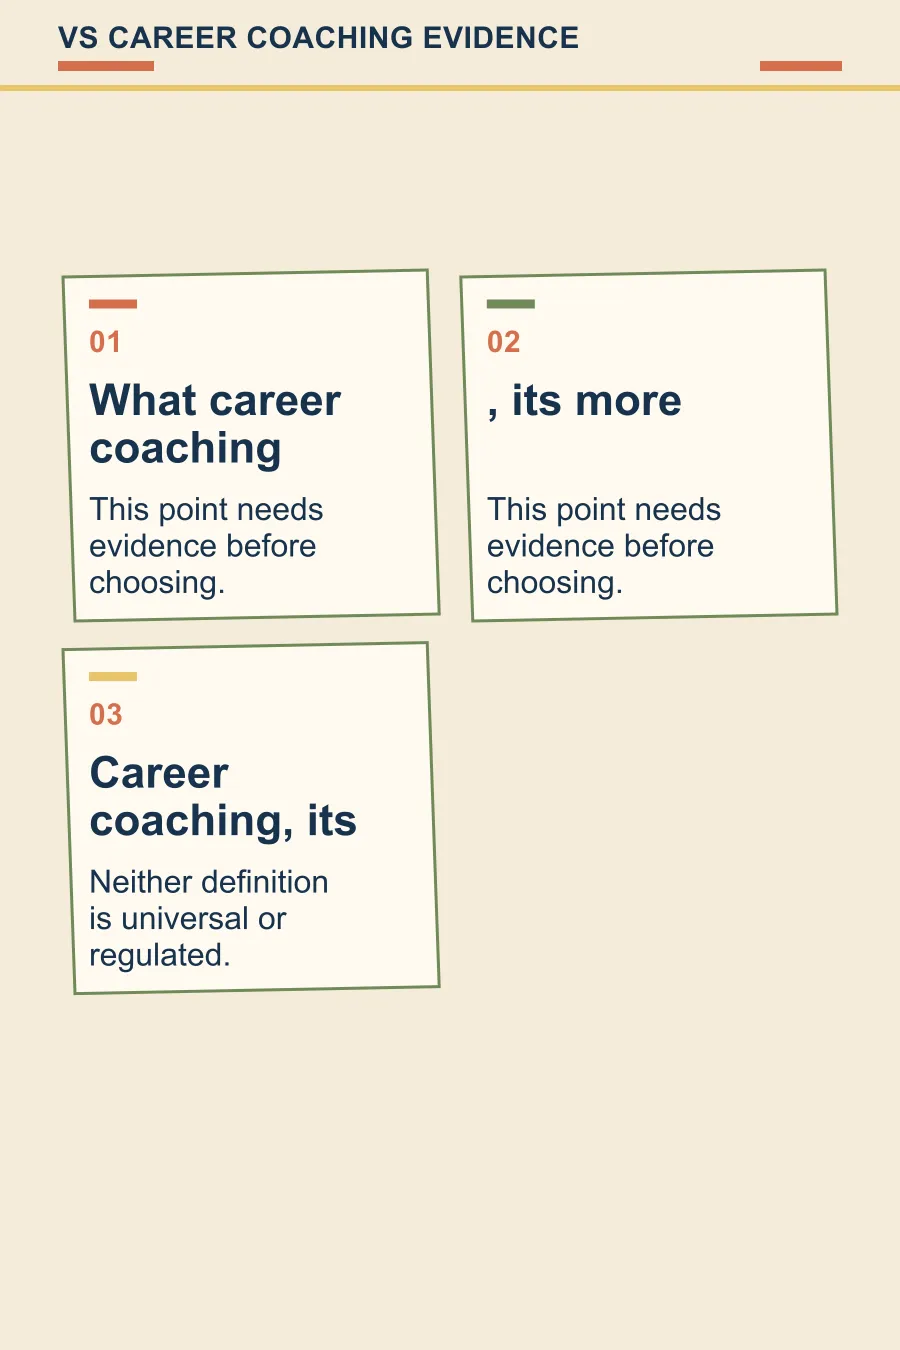 VS CAREER COACHING EVIDENCE
01
What career
coaching
This point needs
evidence before
choosing.
02
, its more
This point needs
evidence before
choosing.
03
Career
coaching, its
Neither definition
is universal or
regulated.